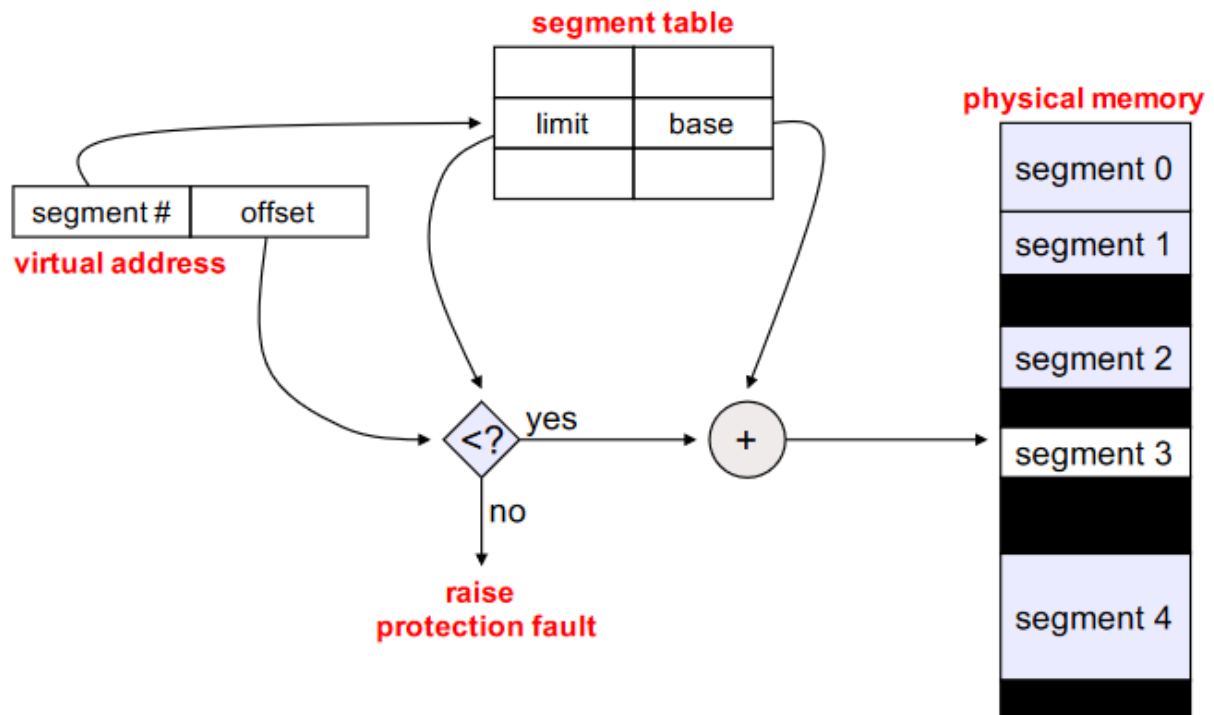 segment table
limit base
physical memory
segment # offset
virtual address
segment 0
segment 1
segment 2
<? yes
+
segment 3
no
raise
protection fault
segment 4